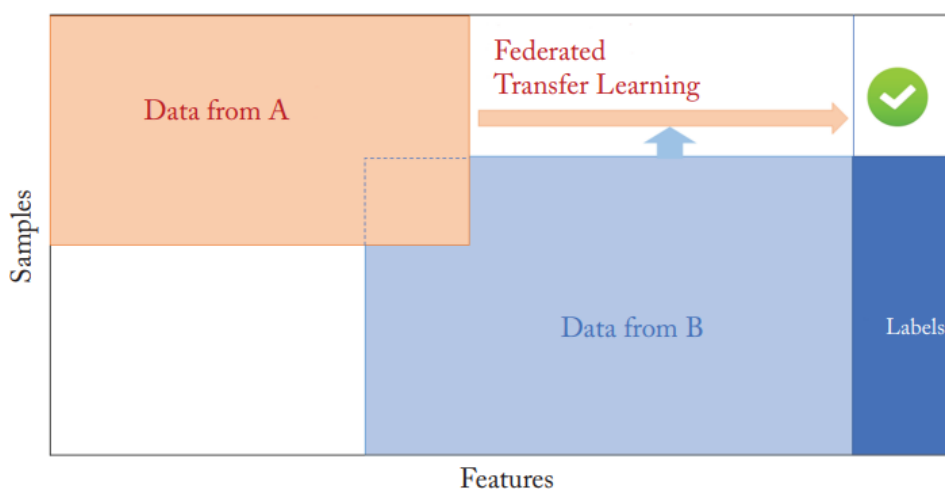 Federated
Transfer Learning
Data from A
Samples
Data from B
Labels
Features